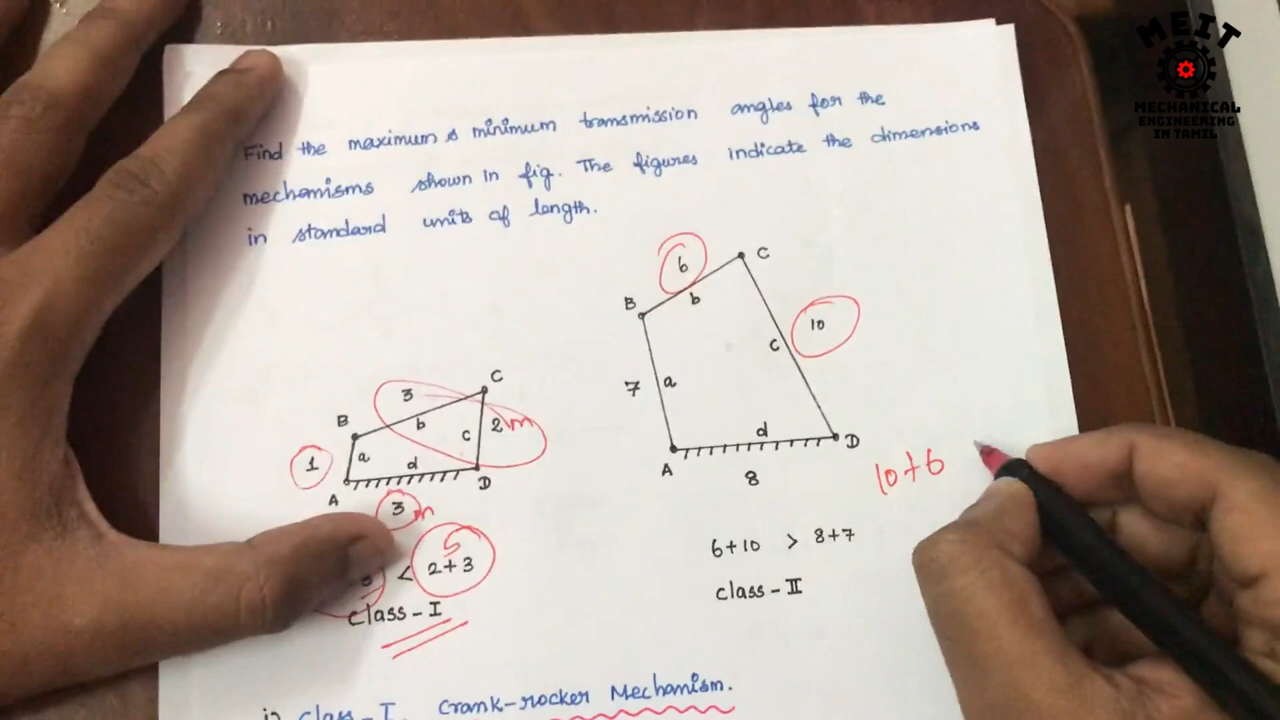 MEIT
MECHANICAL
ENGINEERING
IN TAMIL
Find the maximum & minimum transmission angles for the
mechanisms shown in fig. The figures indicate the dimensions
in standard units of length.
B
6
b
C
7
a
c
10
d
A
D
8
3
C
B
b
1
a
d
c
2 m
A
D
3 m
10+6
5
3 < 2+3
class-I
6+10 > 8+7
class-II
i) class-I Crank-rocker Mechanism.